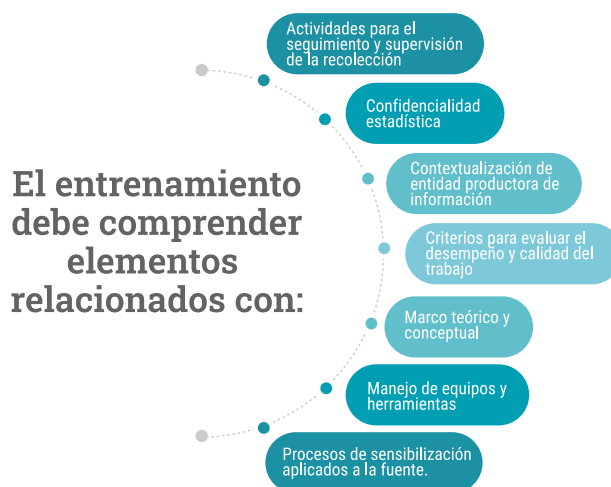 El entrenamiento
debe comprender
elementos
relacionados con:
Actividades para el
seguimiento y supervisión
de la recolección
Confidencialidad
estadística
Contextualización de
entidad productora de
información
Criterios para evaluar el
desempeño y calidad del
trabajo
Marco teórico y
conceptual
Manejo de equipos y
herramientas
Procesos de sensibilización
aplicados a la fuente.